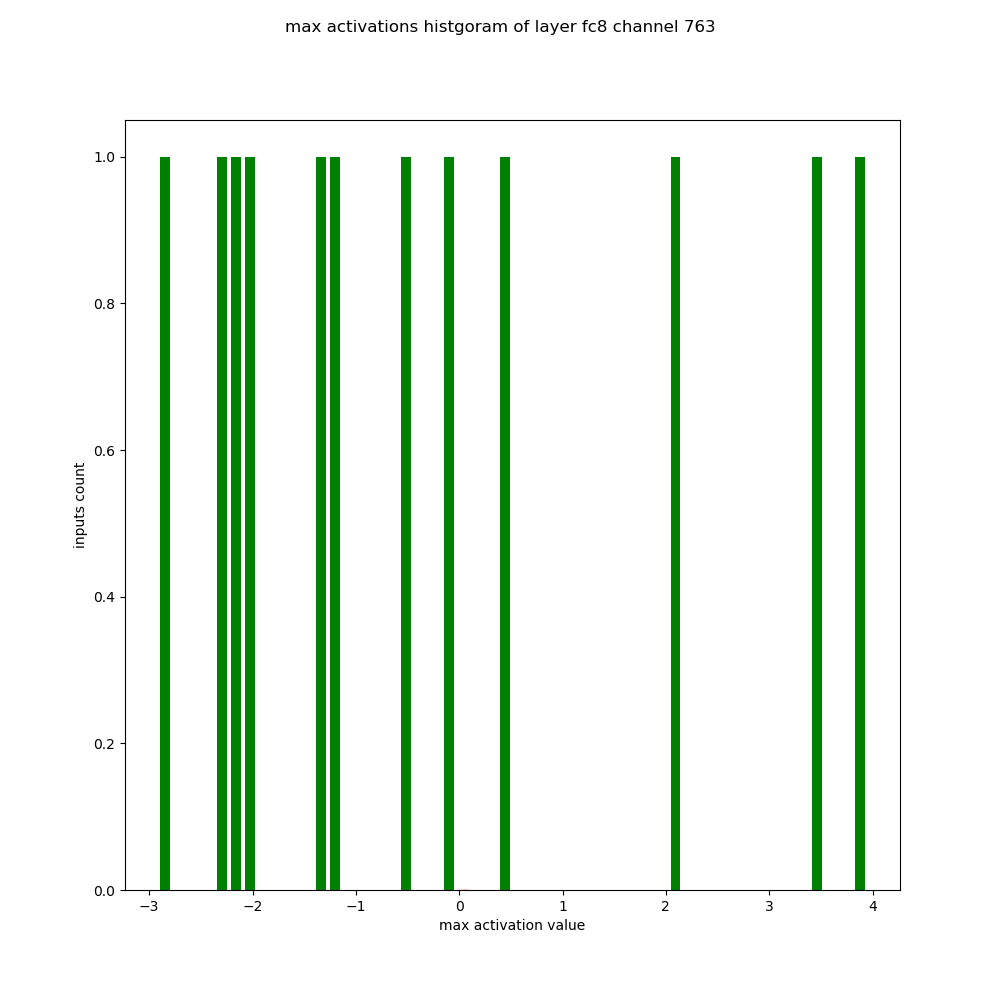 max activations histgoram of layer fc8 channel 763
1.0
0.8
0.6
0.4
0.2
0.0
inputs count
−3 −2 −1 0 1 2 3 4
max activation value